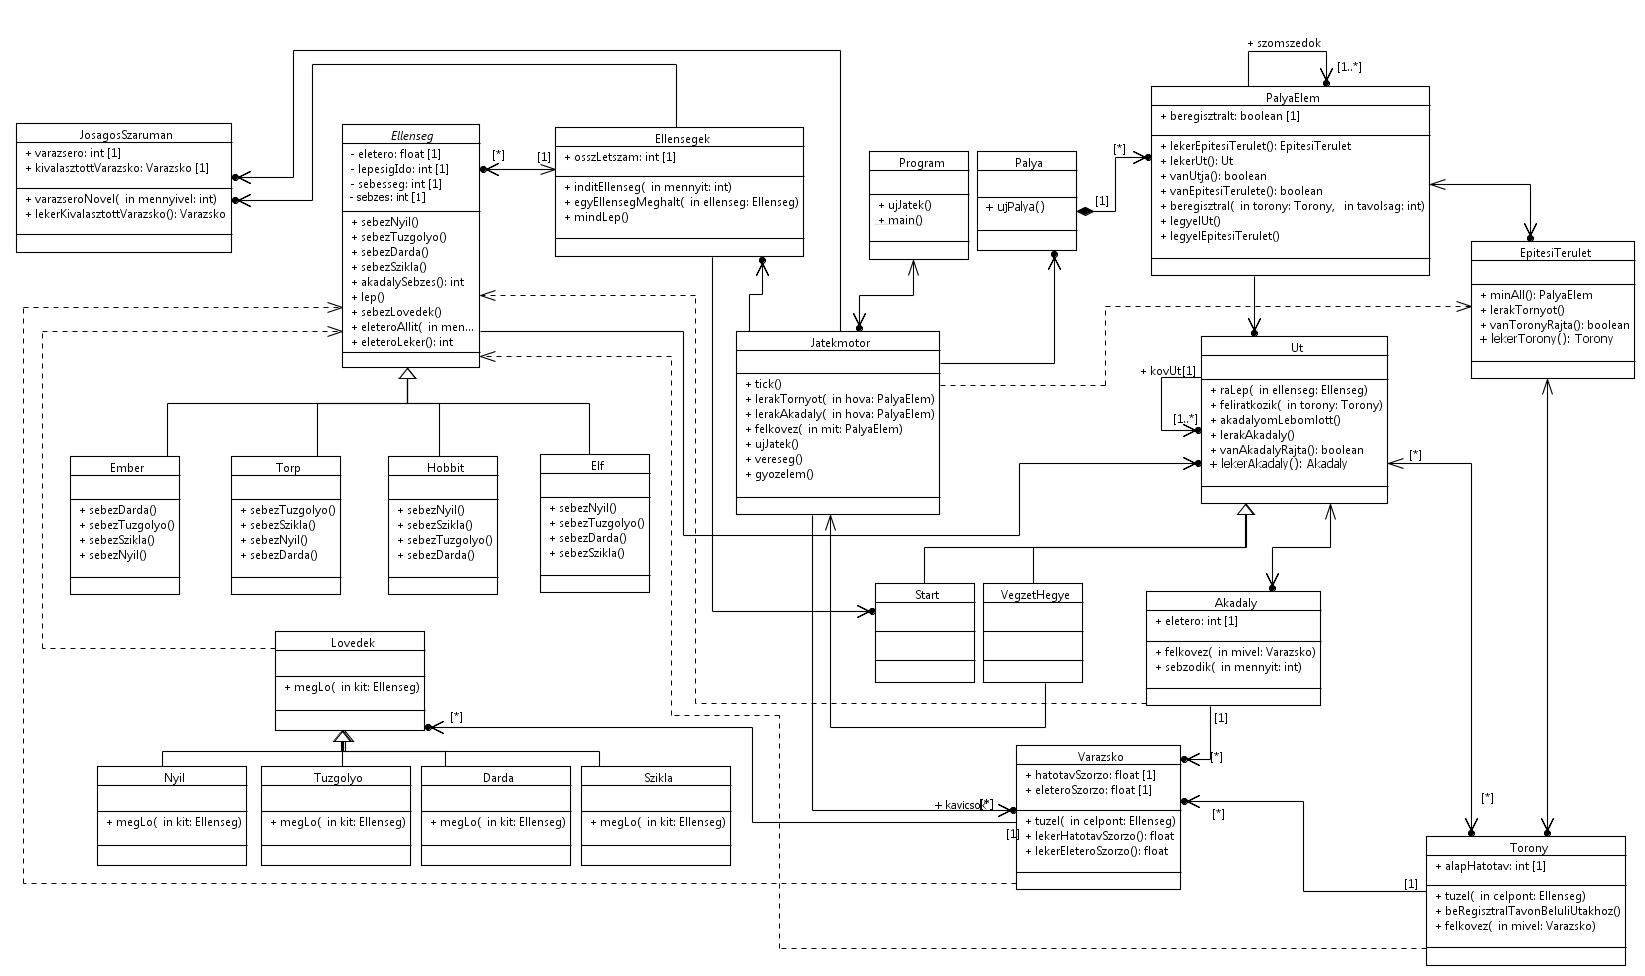 + szomszedok
[1..*]
PalyaElem
+ beregisztralt: boolean [1]
+ lekerEpitesiTerulet(): EpitesiTerulet
+ lekerUt(): Ut
+ vanUtja(): boolean
+ vanEpitesiTerulete(): boolean
+ beregisztral( in torony: Torony, in tavolsag: int)
+ legyelUt()
+ legyelEpitesiTerulet()
JosagosSzaruman
+ varazsero: int [1]
+ kivalasztottVarazsko: Varazsko [1]
+ varazseroNovel( in mennyivel: int)
+ lekerKivalasztottVarazsko(): Varazsko
Ellenseg
- eletero: float [1]
- lepesigIdo: int [1]
- sebesseg: int [1]
- sebzes: int [1]
+ sebezNyil()
+ sebezTuzgolyo()
+ sebezDarda()
+ sebezSzikla()
+ akadalySebzes(): int
+ lep()
+ sebezLovedek()
+ eleteroAllit( in men...
+ eleteroLeker(): int
[*]
[1]
Ellensegek
+ osszLetszam: int [1]
+ inditEllenseg( in mennyit: int)
+ egyEllensegMeghalt( in ellenseg: Ellenseg)
+ mindLep()
Program
+ ujJatek()
+ main()
Palya
+ ujPalya()
[*]
[1]
EpitesiTerulet
+ minAll(): PalyaElem
+ lerakTornyot()
+ vanToronyRajta(): boolean
+ lekerTorony(): Torony
Jatekmotor
+ tick()
+ lerakTornyot( in hova: PalyaElem)
+ lerakAkadaly( in hova: PalyaElem)
+ felkovez( in mit: PalyaElem)
+ ujJatek()
+ vereseg()
+ gyozelem()
Ut
+ raLep( in ellenseg: Ellenseg)
+ feliratkozik( in torony: Torony)
+ akadalyomLebomlott()
+ lerakAkadaly()
+ vanAkadalyRajta(): boolean
+ lekerAkadaly(): Akadaly
+ kovUt[1]
[1..*]
[*]
Ember
+ sebezDarda()
+ sebezTuzgolyo()
+ sebezSzikla()
+ sebezNyil()
Torp
+ sebezTuzgolyo()
+ sebezSzikla()
+ sebezNyil()
+ sebezDarda()
Hobbit
+ sebezNyil()
+ sebezSzikla()
+ sebezTuzgolyo()
+ sebezDarda()
Elf
+ sebezNyil()
+ sebezTuzgolyo()
+ sebezDarda()
+ sebezSzikla()
Start
VegzetHegye
Akadaly
+ eletero: int [1]
+ felkovez( in mivel: Varazsko)
+ sebzodik( in mennyit: int)
[1]
[*]
Lovedek
+ megLo( in kit: Ellenseg)
[*]
Nyil
+ megLo( in kit: Ellenseg)
Tuzgolyo
+ megLo( in kit: Ellenseg)
Darda
+ megLo( in kit: Ellenseg)
Szikla
+ megLo( in kit: Ellenseg)
Varazsko
+ hatotavSzorzo: float [1]
+ eleteroSzorzo: float [1]
+ tuzel( in celpont: Ellenseg)
+ lekerHatotavSzorzo(): float
+ lekerEleteroSzorzo(): float
+ kavicsok
[*]
[1]
[*]
[*]
[1]
Torony
+ alapHatotav: int [1]
+ tuzel( in celpont: Ellenseg)
+ beRegisztralTavonBeluliUtakhoz()
+ felkovez( in mivel: Varazsko)